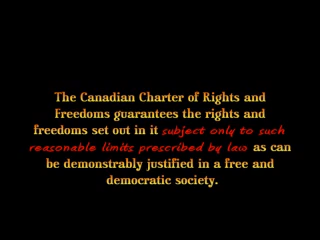 The Canadian Charter of Rights and
Freedoms guarantees the rights and
freedoms set out in it subject only to such
reasonable limits prescribed by law as can
be demonstrably justified in a free and
democratic society.